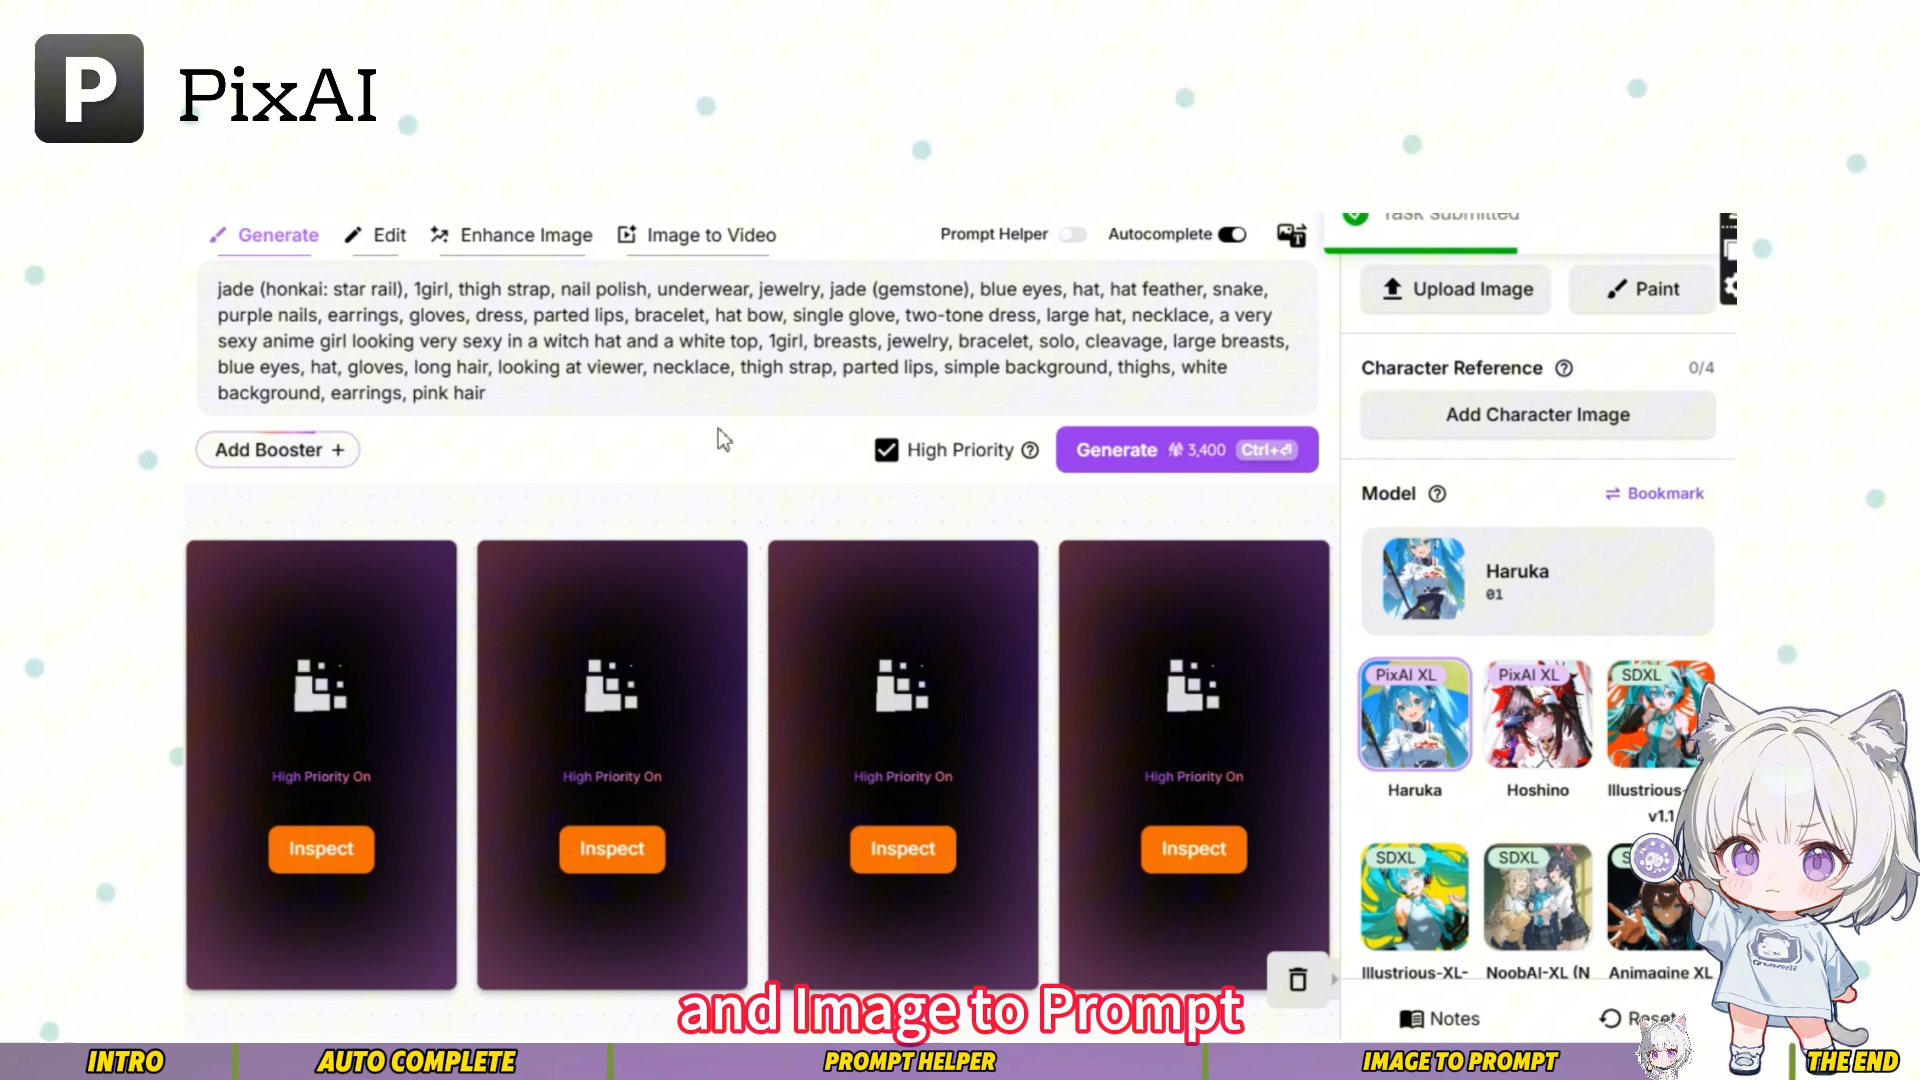 P PixAI
Generate Edit Enhance Image Image to Video Prompt Helper Autocomplete
Task submitted
jade (honkai: star rail), 1girl, thigh strap, nail polish, underwear, jewelry, jade (gemstone), blue eyes, hat, hat feather, snake,
purple nails, earrings, gloves, dress, parted lips, bracelet, hat bow, single glove, two-tone dress, large hat, necklace, a very
sexy anime girl looking very sexy in a witch hat and a white top, 1girl, breasts, jewelry, bracelet, solo, cleavage, large breasts,
blue eyes, hat, gloves, long hair, looking at viewer, necklace, thigh strap, parted lips, simple background, thighs, white
background, earrings, pink hair
Add Booster +
High Priority
Generate 3,400 Ctrl+⏎
Upload Image Paint
Character Reference 0/4
Add Character Image
Model Bookmark
Haruka
01
PixAI XL PixAI XL SDXL
Haruka Hoshino Illustrious-
v1.1
SDXL SDXL S
Illustrious-XL- NoobAI-XL (N Animagine XL
Notes Reset
High Priority On High Priority On High Priority On High Priority On
Inspect Inspect Inspect Inspect
and Image to Prompt
INTRO AUTO COMPLETE PROMPT HELPER IMAGE TO PROMPT THE END